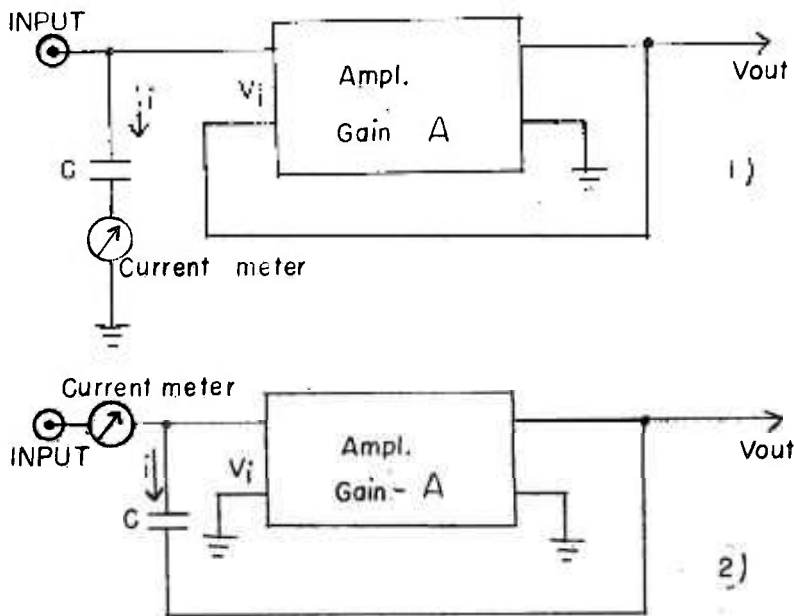 INPUT
Ampl.
Gain A
Vi
i
C
Current meter
Vout
1)
Current meter
INPUT
Ampl.
Gain - A
Vi
i
C
Vout
2)